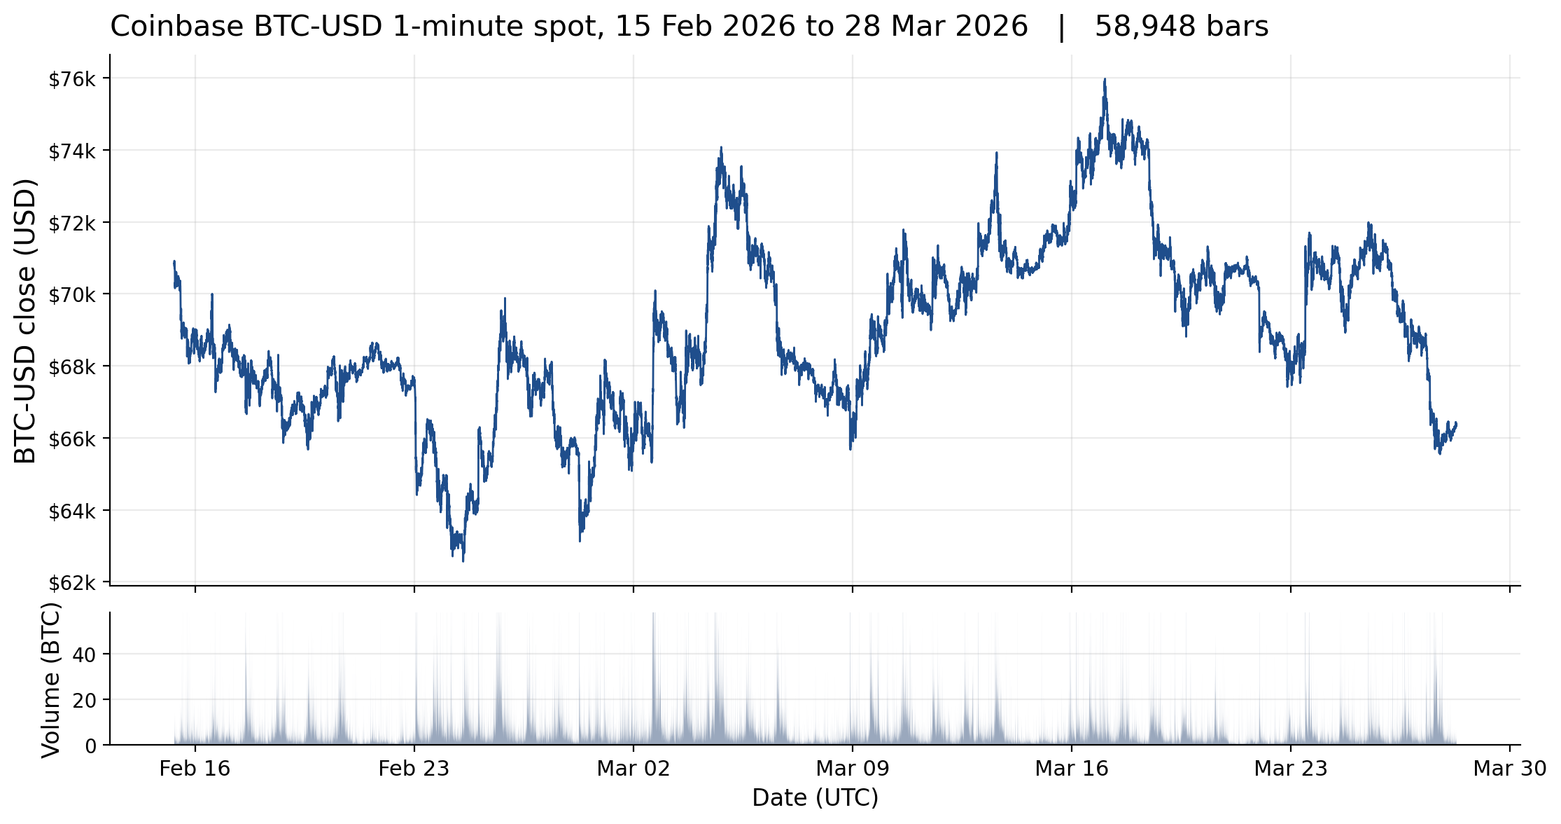 Coinbase BTC-USD 1-minute spot, 15 Feb 2026 to 28 Mar 2026 | 58,948 bars
BTC-USD close (USD)
$76k
$74k
$72k
$70k
$68k
$66k
$64k
$62k
Volume (BTC)
40
20
0
Feb 16
Feb 23
Mar 02
Mar 09
Mar 16
Mar 23
Mar 30
Date (UTC)